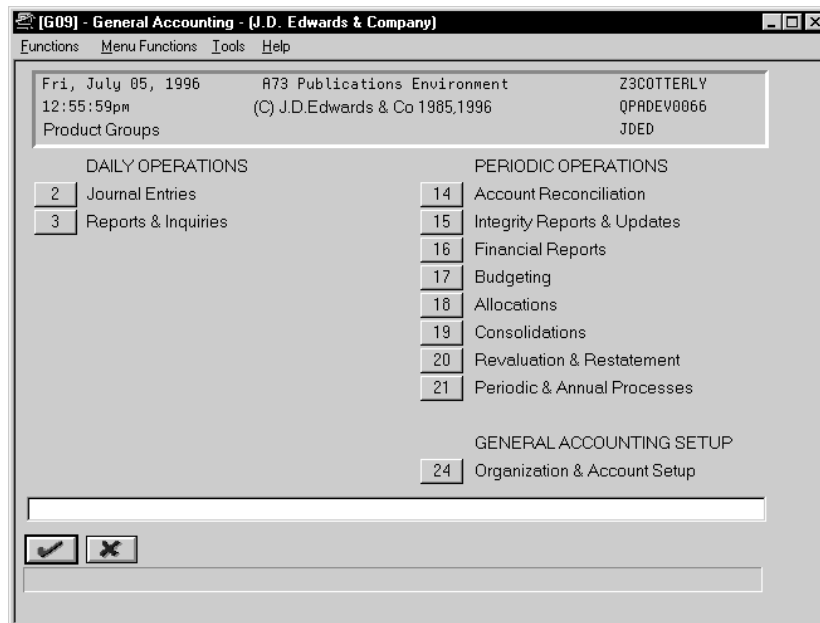 [G09] - General Accounting - (J.D. Edwards & Company)
Functions Menu Functions Tools Help
Fri, July 05, 1996 A73 Publications Environment Z3COTTERLY
12:55:59pm (C) J.D.Edwards & Co 1985,1996 QPADEV0066
Product Groups JDED
DAILY OPERATIONS PERIODIC OPERATIONS
2 Journal Entries 14 Account Reconciliation
3 Reports & Inquiries 15 Integrity Reports & Updates
16 Financial Reports
17 Budgeting
18 Allocations
19 Consolidations
20 Revaluation & Restatement
21 Periodic & Annual Processes
GENERAL ACCOUNTING SETUP
24 Organization & Account Setup